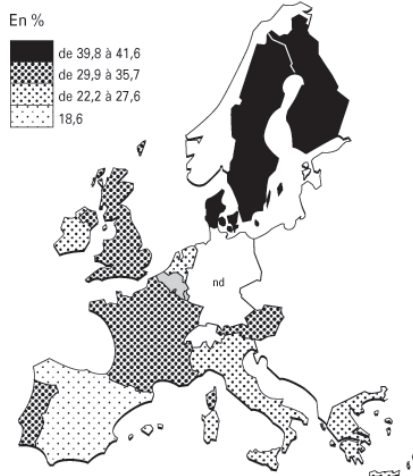 En %
de 39,8 à 41,6
de 29,9 à 35,7
de 22,2 à 27,6
18,6
nd